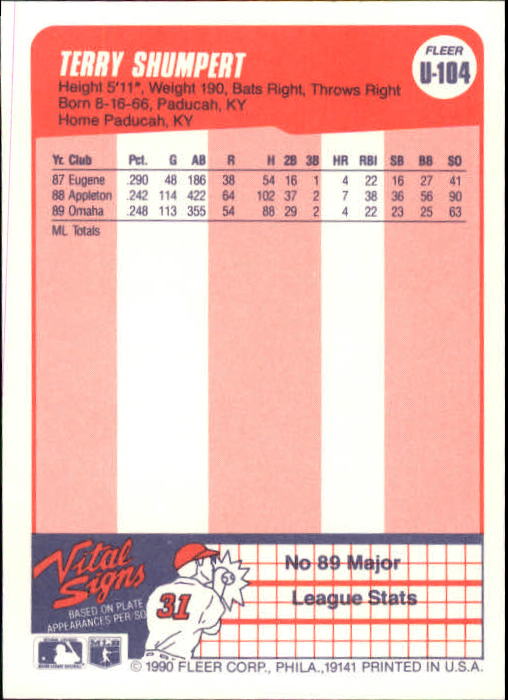 TERRY SHUMPERT
FLEER
U-104
Height 5'11", Weight 190, Bats Right, Throws Right
Born 8-16-66, Paducah, KY
Home Paducah, KY
Yr. Club Pct. G AB R H 2B 3B HR RBI SB BB SO
87 Eugene .290 48 186 38 54 16 1 4 22 16 27 41
88 Appleton .242 114 422 64 102 37 2 7 38 36 56 90
89 Omaha .248 113 355 54 88 29 2 4 22 23 25 63
ML Totals
Vital
Signs
BASED ON PLATE
APPEARANCES PER/SO
31
No 89 Major
League Stats
© 1990 FLEER CORP., PHILA., 19141 PRINTED IN U.S.A.